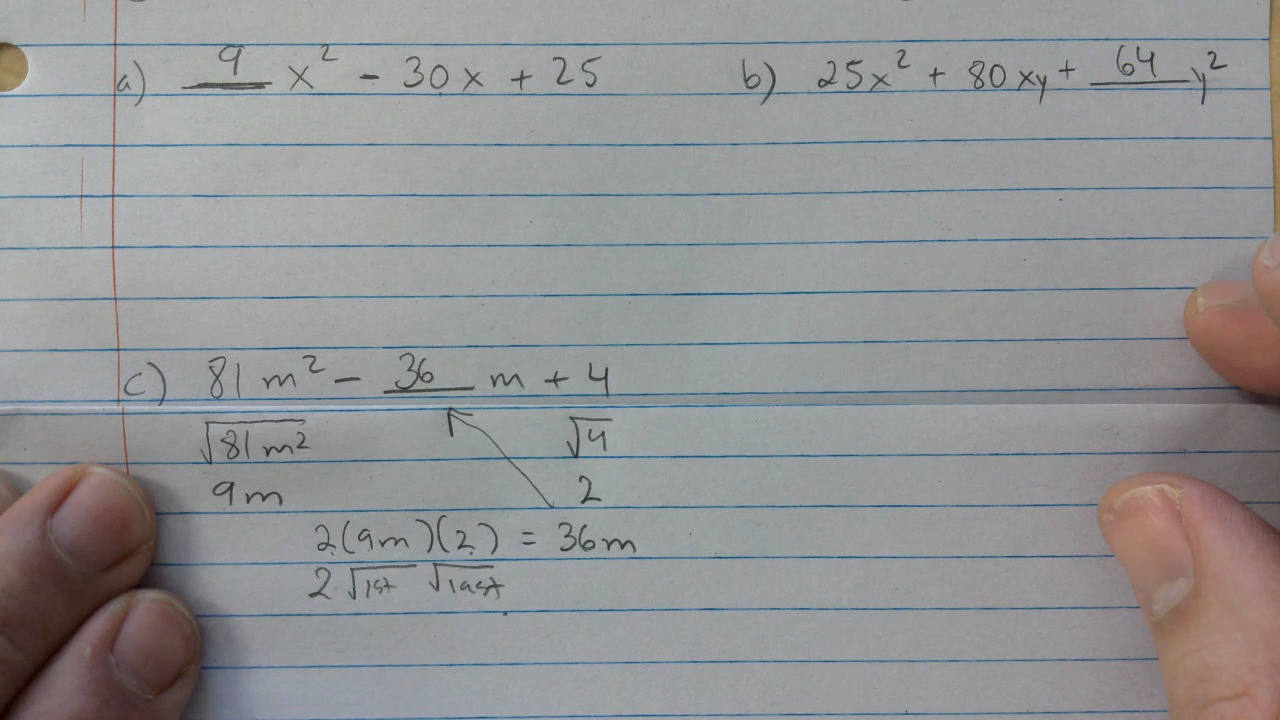 a) 9 x² - 30x + 25
b) 25x² + 80xy + 64 y²
c) 81m² - 36 m + 4
√81m² √4
9m 2
2(9m)(2) = 36m
2 √1st √last